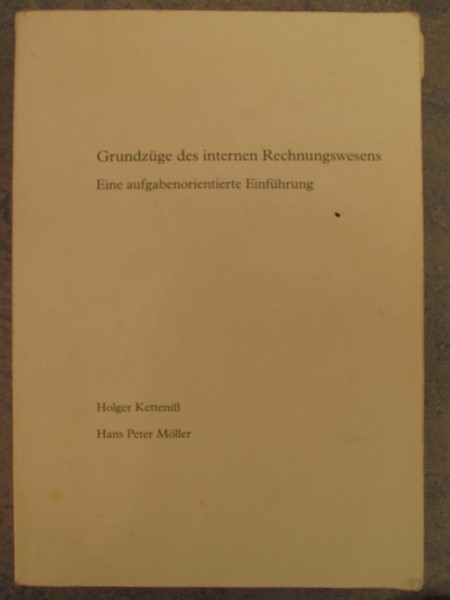 Grundzüge des internen Rechnungswesens
Eine aufgabenorientierte Einführung
Holger Ketteniß
Hans Peter Möller